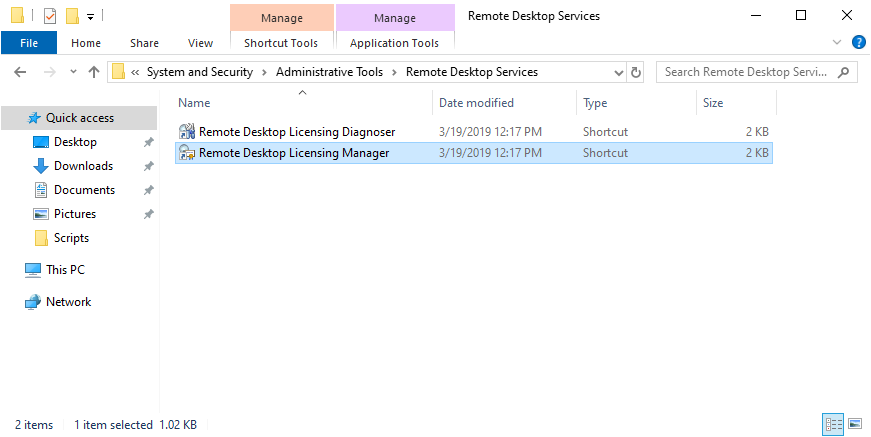 Manage Manage Remote Desktop Services
File Home Share View Shortcut Tools Application Tools ?
« System and Security Administrative Tools Remote Desktop Services Search Remote Desktop Servi...
Name Date modified Type Size
Quick access
Desktop
Downloads
Documents
Pictures
Scripts
This PC
Network
Remote Desktop Licensing Diagnoser 3/19/2019 12:17 PM Shortcut 2 KB
Remote Desktop Licensing Manager 3/19/2019 12:17 PM Shortcut 2 KB
2 items 1 item selected 1.02 KB